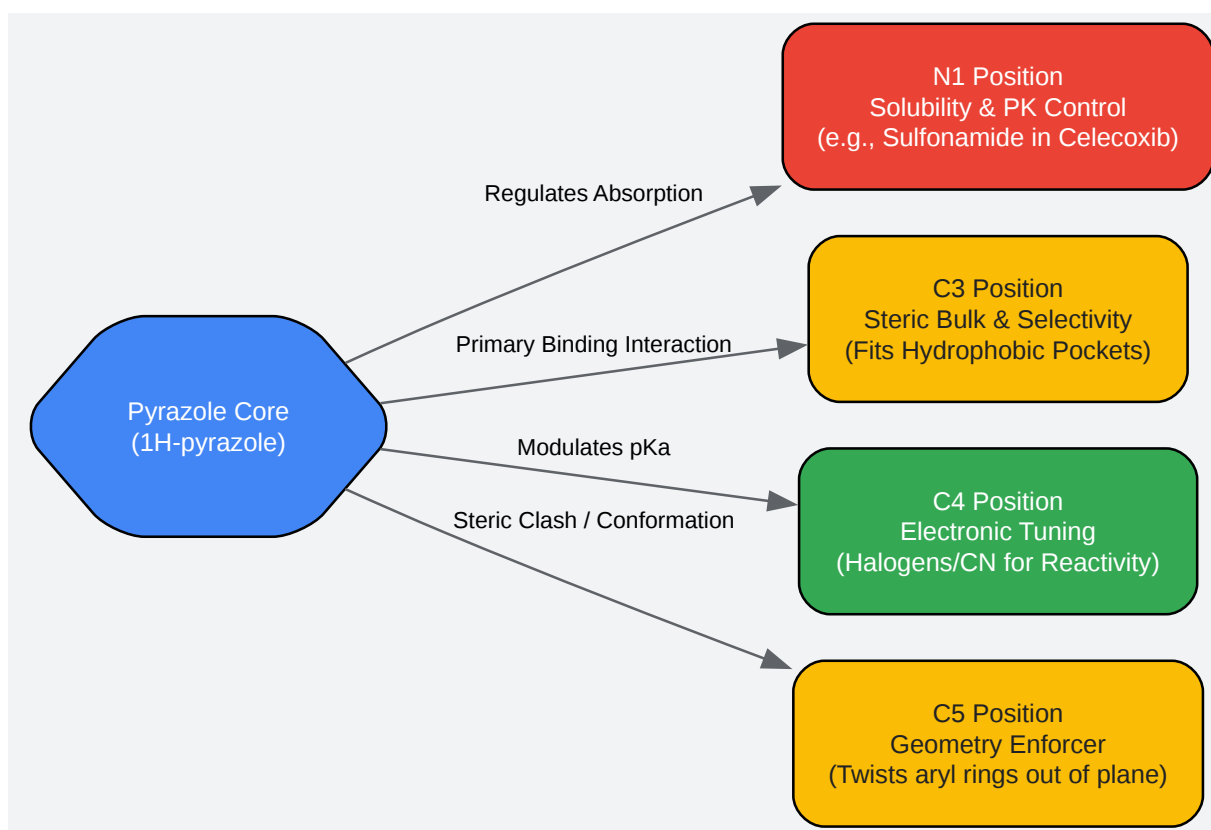 N1 Position
Solubility & PK Control
(e.g., Sulfonamide in Celecoxib)
Regulates Absorption
C3 Position
Steric Bulk & Selectivity
(Fits Hydrophobic Pockets)
Primary Binding Interaction
Pyrazole Core
(1H-pyrazole)
Modulates pKa
C4 Position
Electronic Tuning
(Halogens/CN for Reactivity)
Steric Clash / Conformation
C5 Position
Geometry Enforcer
(Twists aryl rings out of plane)